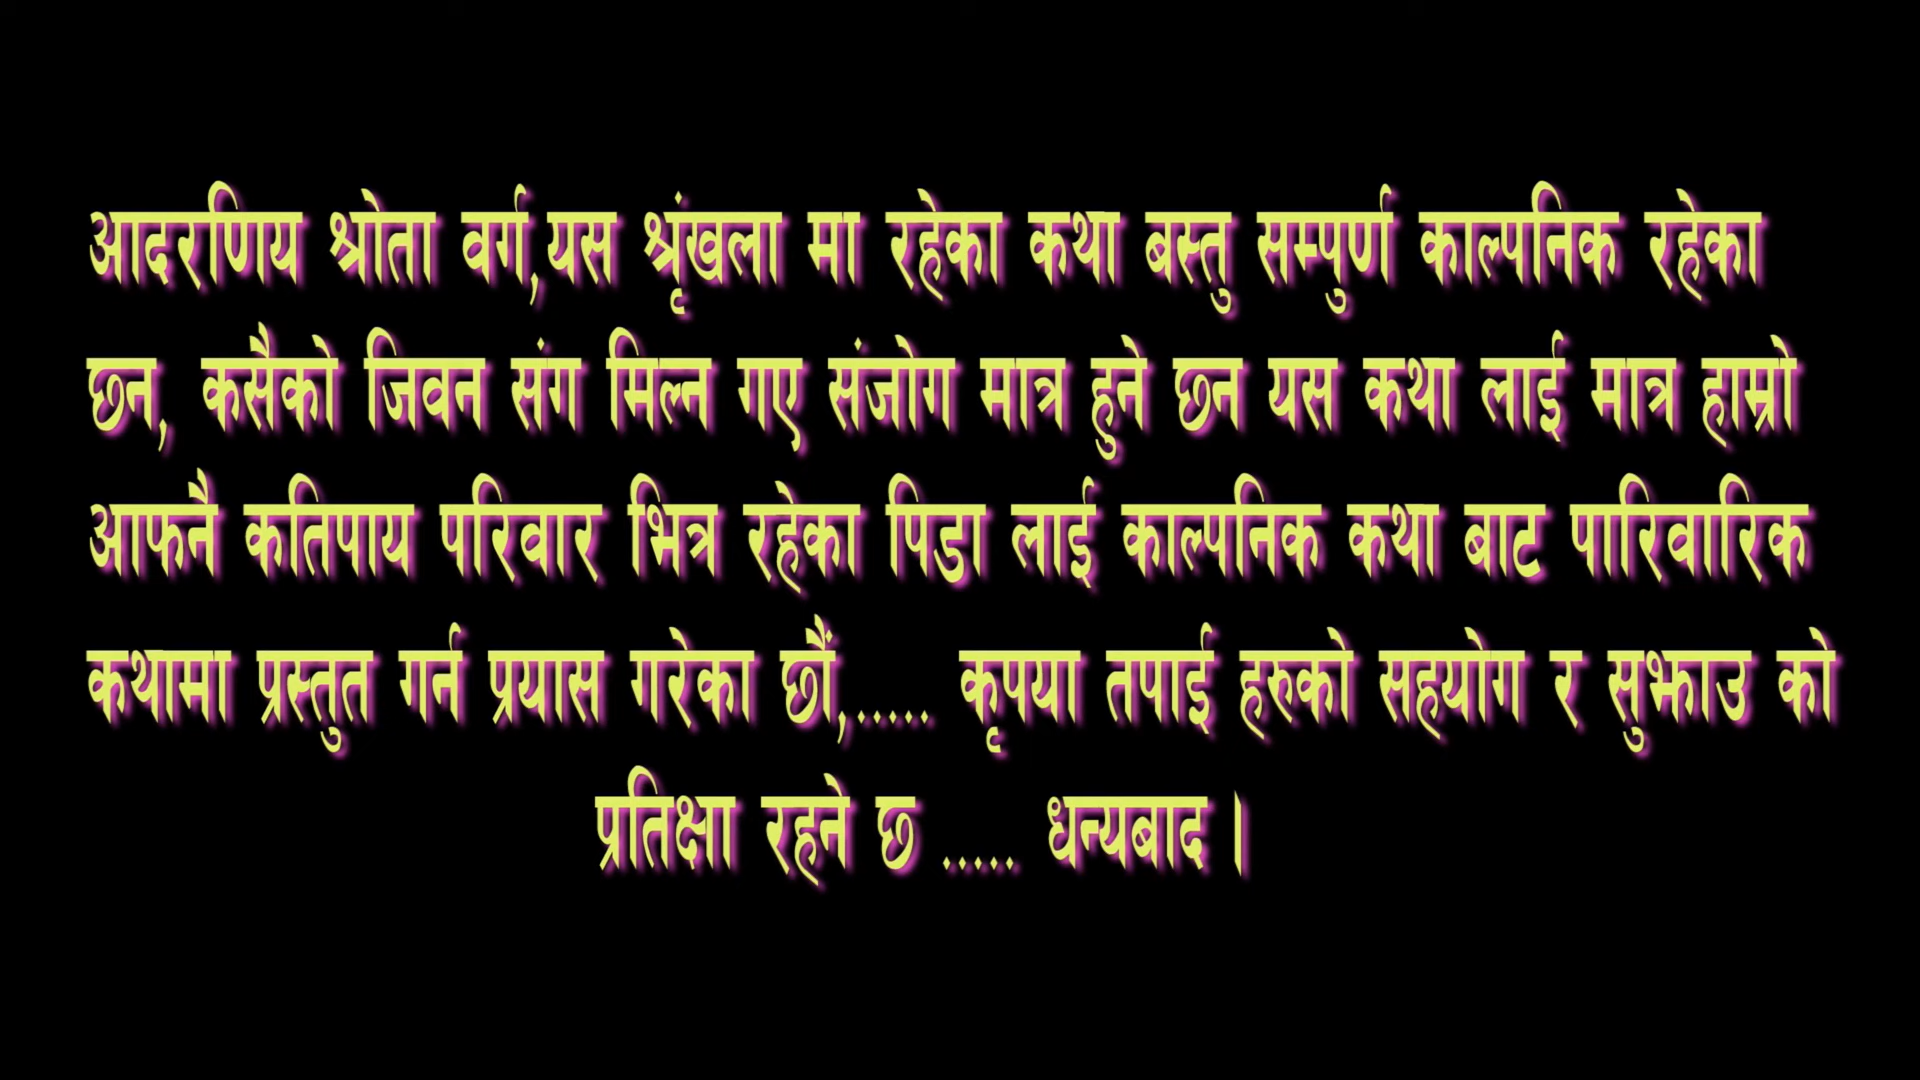 आदरणिय श्रोता वर्ग,यस श्रृंखला मा रहेका कथा बस्तु सम्पुर्ण काल्पनिक रहेका
छन, कसैको जिवन संग मिल्न गए संजोग मात्र हुने छन यस कथा लाई मात्र हाम्रो
आफनै कतिपाय परिवार भित्र रहेका पिडा लाई काल्पनिक कथा बाट पारिवारिक
कथामा प्रस्तुत गर्न प्रयास गरेका छौं,..... कृपया तपाई हरुको सहयोग र सुझाउ को
प्रतिक्षा रहने छ ..... धन्यबाद ।